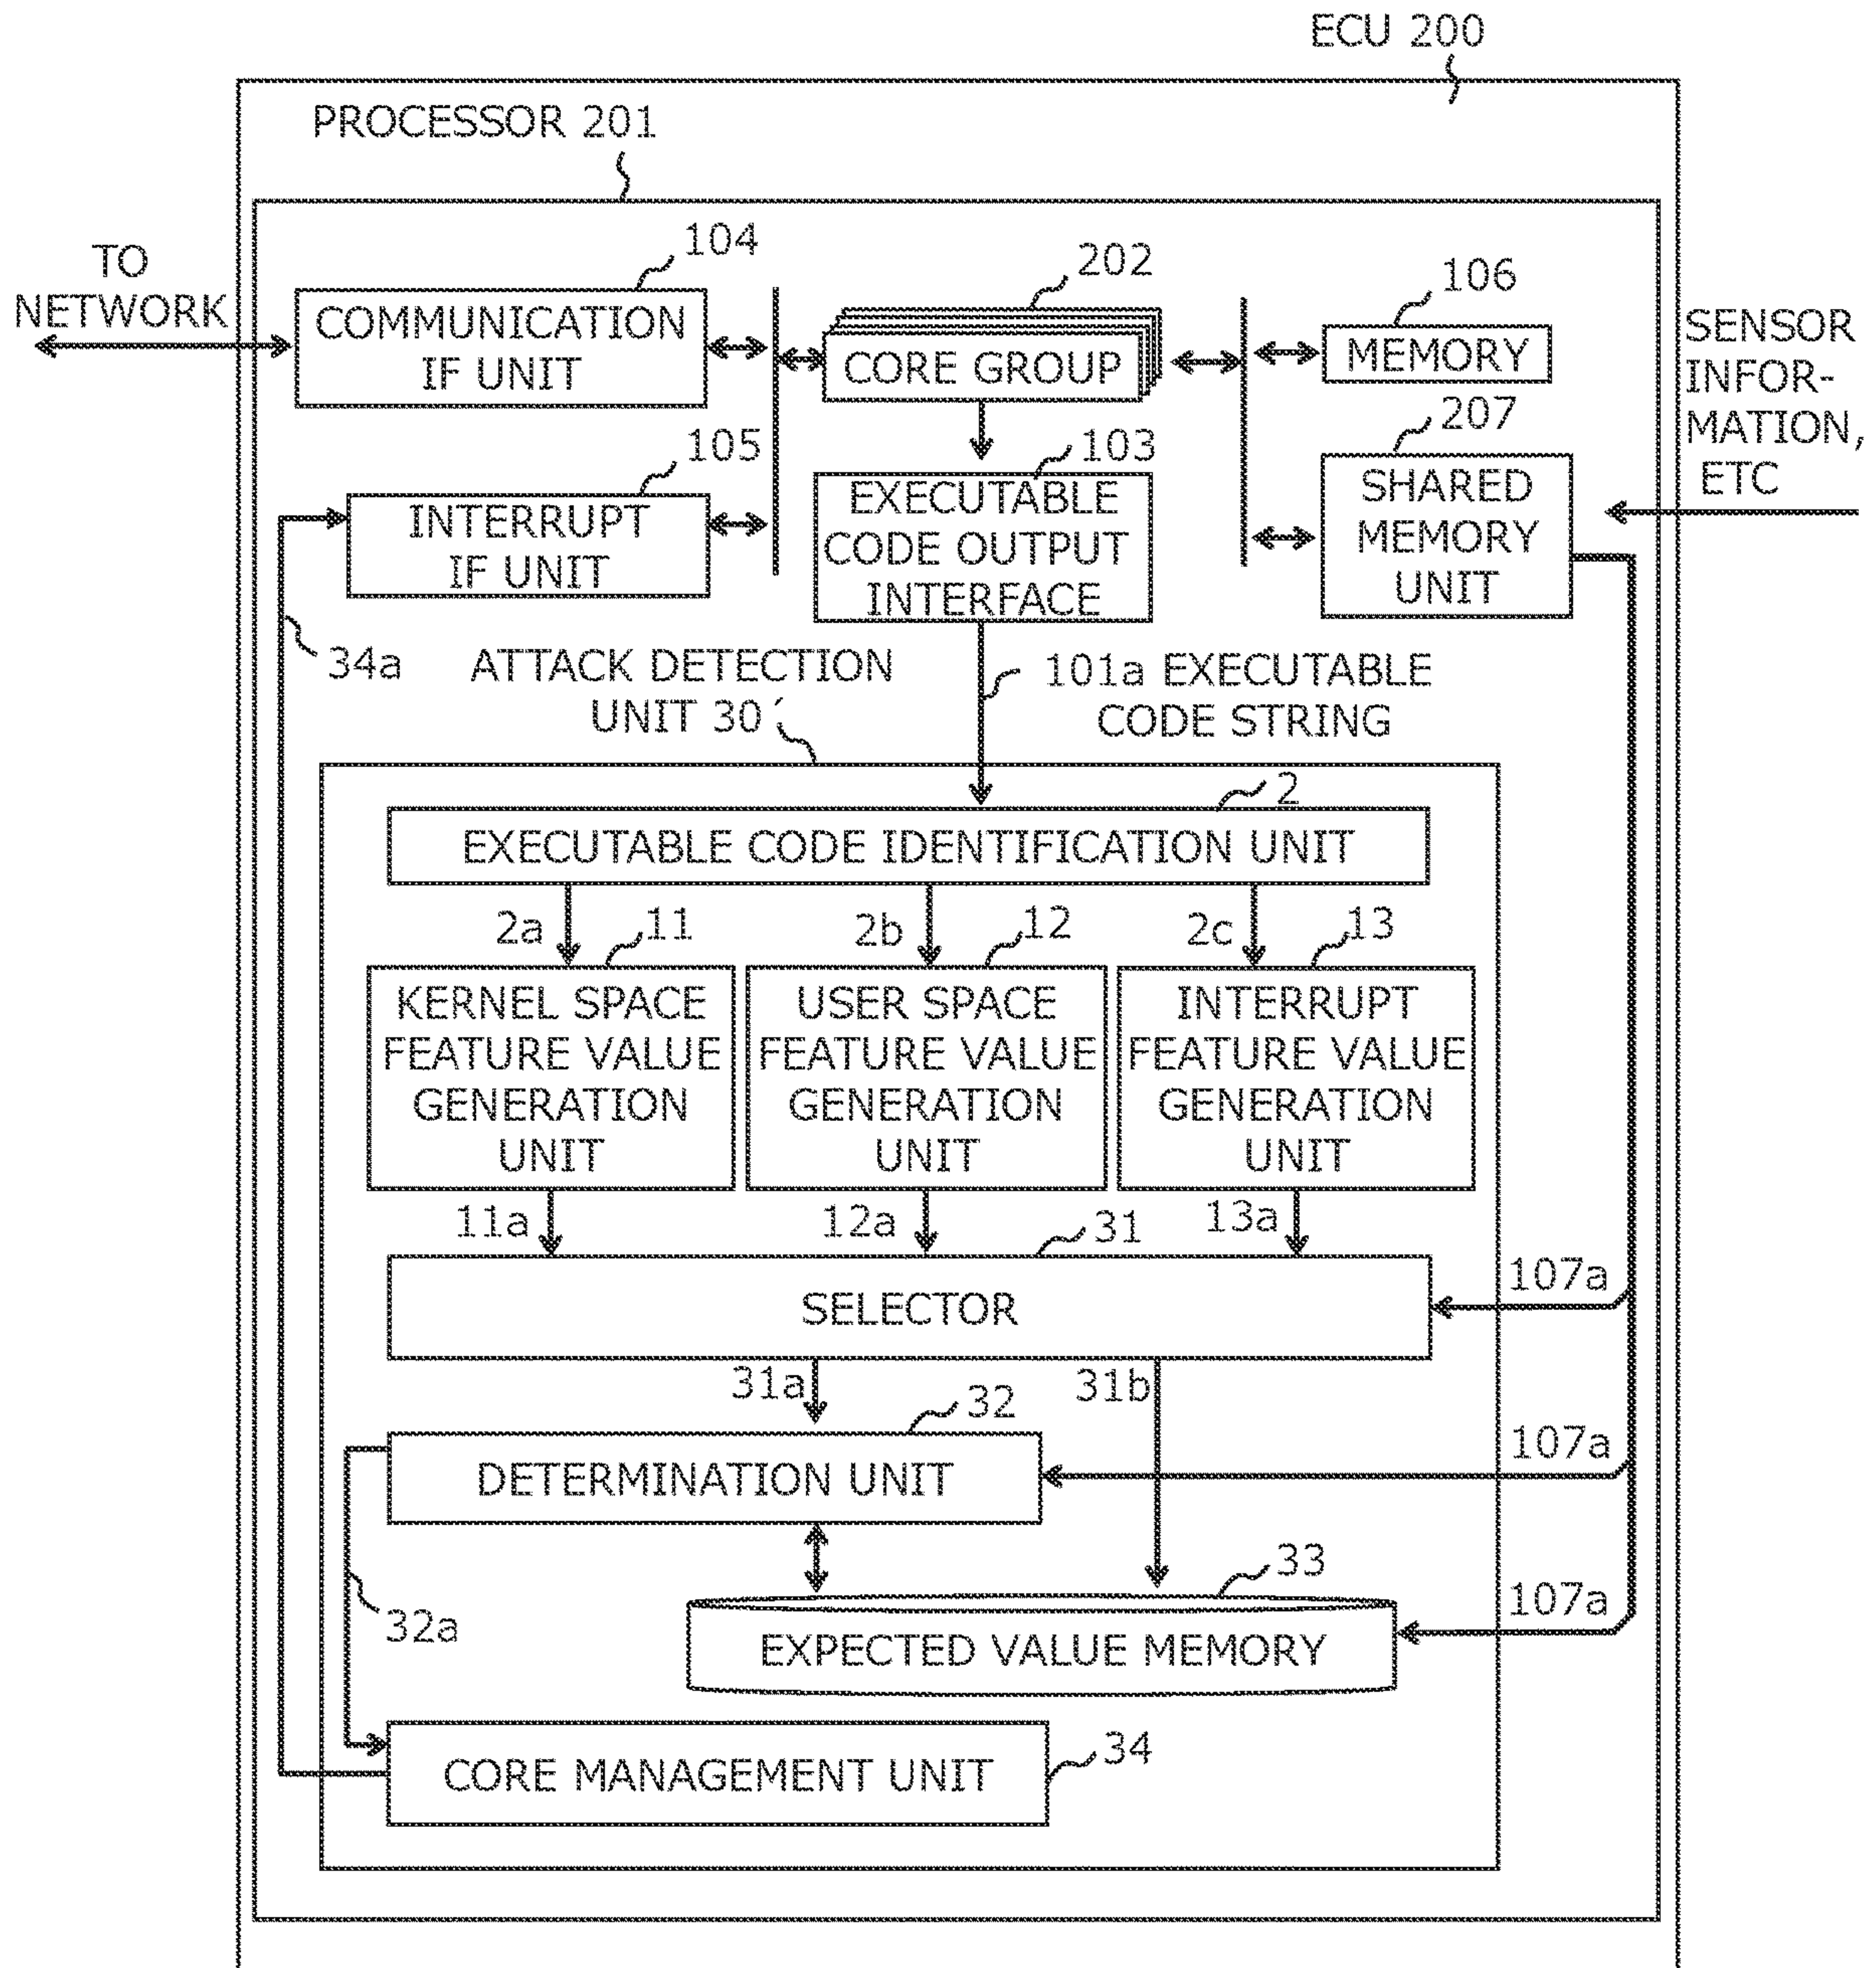 ECU 200
PROCESSOR 201
TO
NETWORK
104
COMMUNICATION
IF UNIT
202
CORE GROUP
106
MEMORY
SENSOR
INFOR-
MATION,
ETC
105
INTERRUPT
IF UNIT
103
EXECUTABLE
CODE OUTPUT
INTERFACE
207
SHARED
MEMORY
UNIT
34a
ATTACK DETECTION
UNIT 30´
101a EXECUTABLE
CODE STRING
2
EXECUTABLE CODE IDENTIFICATION UNIT
2a
11
2b
12
2c
13
KERNEL SPACE
FEATURE VALUE
GENERATION
UNIT
USER SPACE
FEATURE VALUE
GENERATION
UNIT
INTERRUPT
FEATURE VALUE
GENERATION
UNIT
11a
12a
31
13a
107a
SELECTOR
31a
32
31b
107a
DETERMINATION UNIT
32a
33
107a
EXPECTED VALUE MEMORY
34
CORE MANAGEMENT UNIT